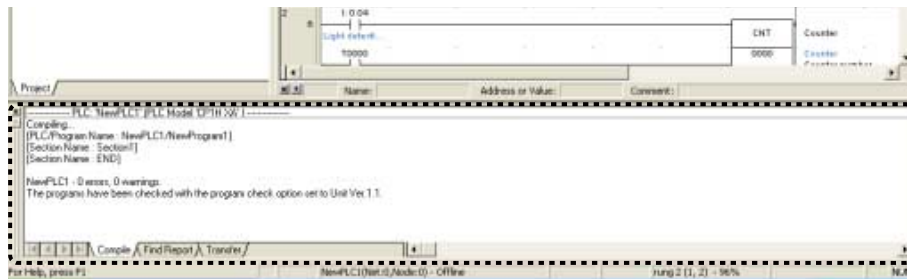 2
1: 0.04
8
Light detecti...
CNT
Counter
T0000
0000
Counter
Counter number
Project
Name:
Address or Value:
Comment:
PLC: 'NewPLC1' (PLC Model 'CP1H XA')
Compiling...
[PLC/Program Name : NewPLC1/NewProgram1]
[Section Name : Section1]
[Section Name : END]
NewPLC1 - 0 errors, 0 warnings.
The programs have been checked with the program check option set to Unit Ver.1.1.
Compile Find Report Transfer
For Help, press F1
NewPLC1(Net:0,Node:0) - Offline
rung 2 (1, 2) - 96%